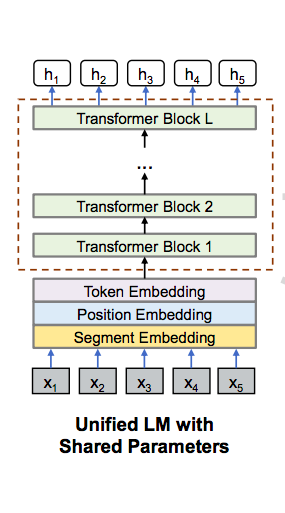 h1 h2 h3 h4 h5
Transformer Block L
...
Transformer Block 2
Transformer Block 1
Token Embedding
Position Embedding
Segment Embedding
x1 x2 x3 x4 x5
Unified LM with
Shared Parameters